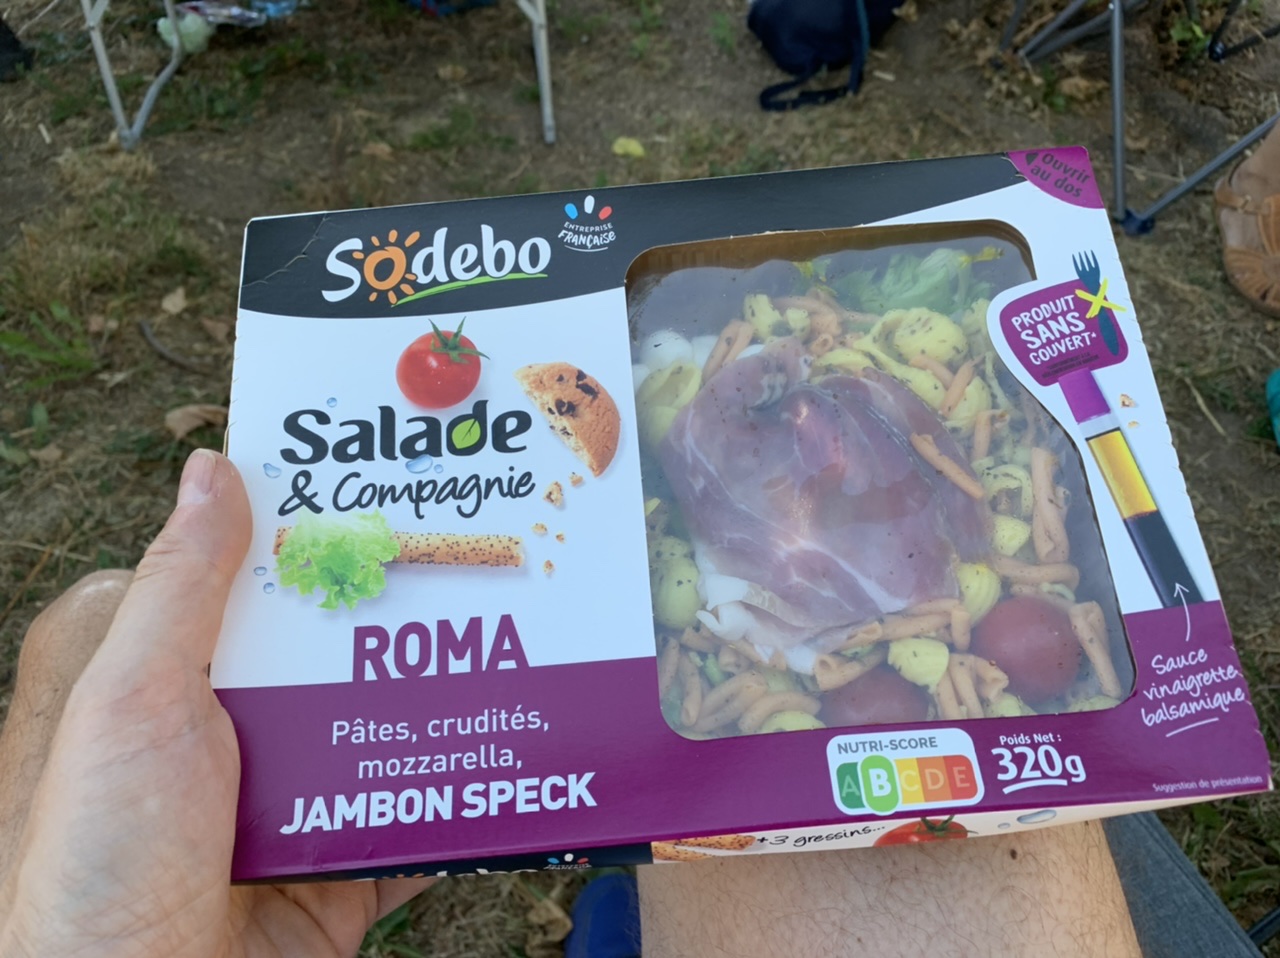 Sodebo
ENTREPRISE
FRANÇAISE
Ouvrir
au dos
PRODUIT
SANS
COUVERT*
Salade
& Compagnie
ROMA
Pâtes, crudités,
mozzarella,
JAMBON SPECK
Sauce
vinaigrette
balsamique
NUTRI-SCORE
A B C D E
Poids Net :
320g
Suggestion de présentation
+3 gressins...